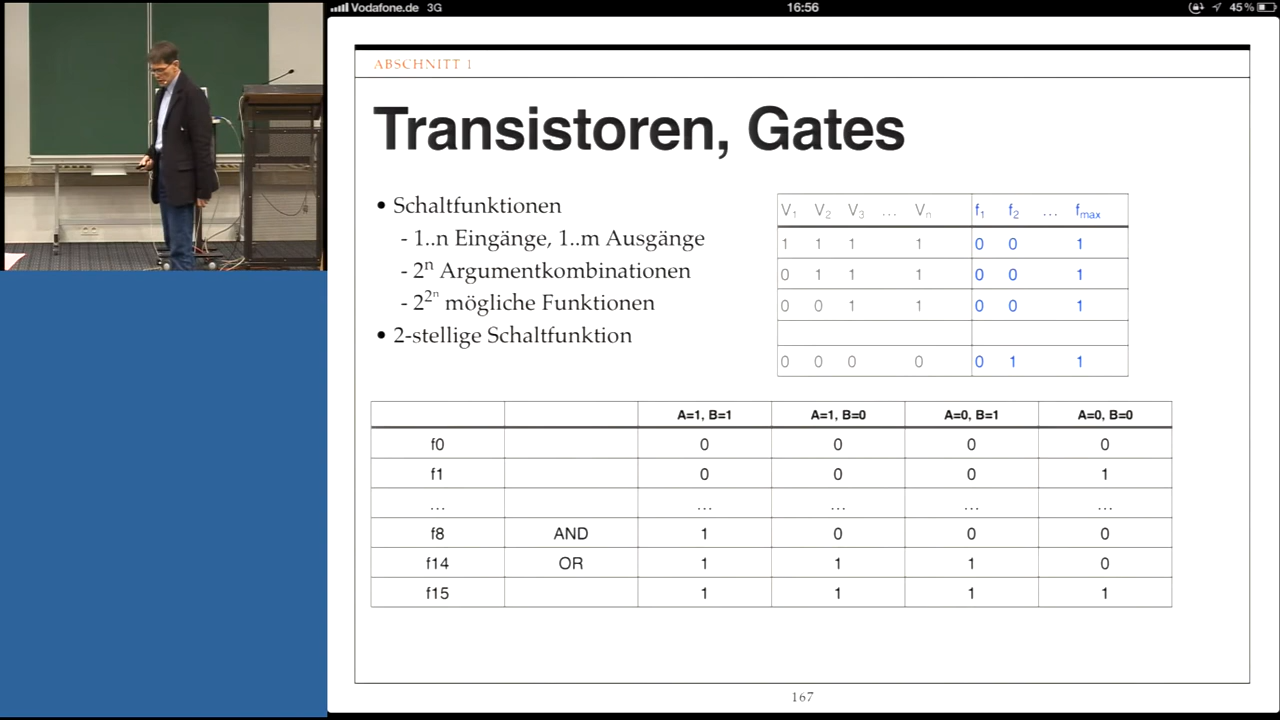 Vodafone.de 3G 16:56 45 %
ABSCHNITT 1
Transistoren, Gates
• Schaltfunktionen
- 1..n Eingänge, 1..m Ausgänge
- 2ⁿ Argumentkombinationen
- 2^2ⁿ mögliche Funktionen
• 2-stellige Schaltfunktion
V₁ V₂ V₃ … Vₙ f₁ f₂ … fmax
1 1 1 1 0 0 1
0 1 1 1 0 0 1
0 0 1 1 0 0 1
0 0 0 0 0 1 1
A=1, B=1 A=1, B=0 A=0, B=1 A=0, B=0
f0 0 0 0 0
f1 0 0 0 1
… … … … …
f8 AND 1 0 0 0
f14 OR 1 1 1 0
f15 1 1 1 1
167